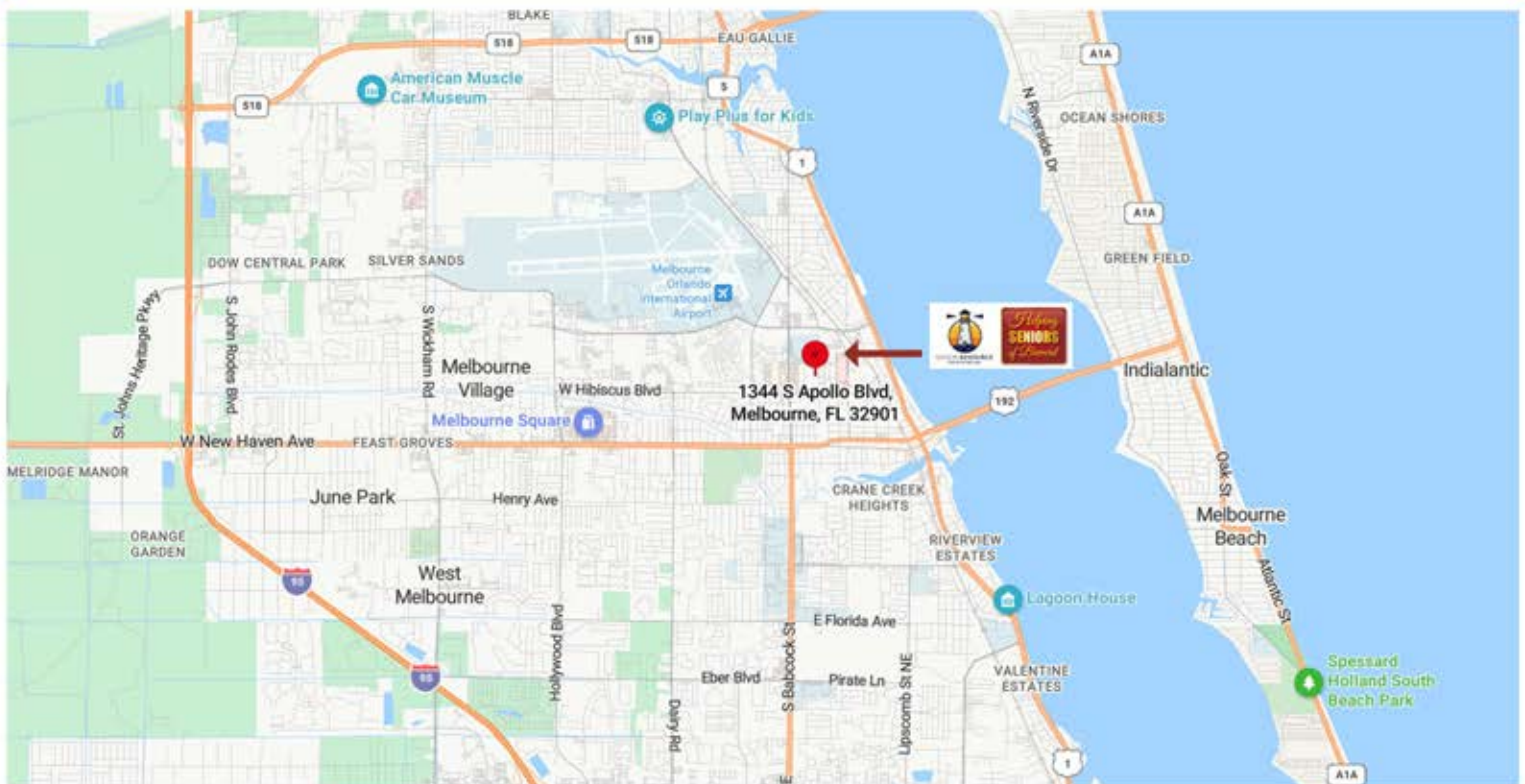 BLAKE
518
518
EAU GALLIE
A1A
American Muscle
Car Museum
5
518
N Riverside Dr
Play Plus for Kids
OCEAN SHORES
1
A1A
DOW CENTRAL PARK
SILVER SANDS
GREEN FIELD
Melbourne
Orlando
International
Airport
St. Johns Heritage Pkwy
S John Rodes Blvd
S Wickham Rd
Helping
SENIORS
of Brevard
Melbourne
Village
W Hibiscus Blvd
1344 S Apollo Blvd,
Melbourne, FL 32901
Indialantic
192
Melbourne Square
W New Haven Ave
FEAST GROVES
MELRIDGE MANOR
June Park
Henry Ave
CRANE CREEK
HEIGHTS
Oak St
Melbourne
Beach
ORANGE
GARDEN
RIVERVIEW
ESTATES
95
West
Melbourne
Lagoon House
Atlantic St
Hollywood Blvd
E Florida Ave
S Babcock St
95
Eber Blvd
Pirate Ln
Lipscomb St NE
VALENTINE
ESTATES
Spessard
Holland South
Beach Park
Dairy Rd
1
A1A